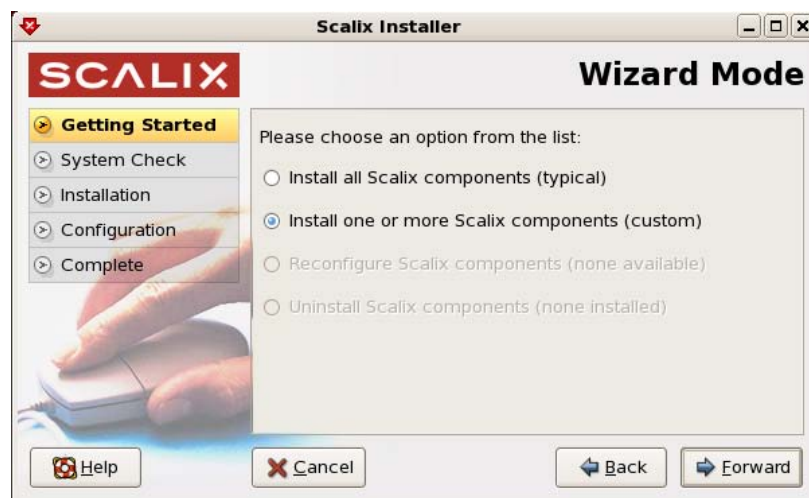 Scalix Installer
SCALIX
Wizard Mode
Getting Started
System Check
Installation
Configuration
Complete
Please choose an option from the list:
Install all Scalix components (typical)
Install one or more Scalix components (custom)
Reconfigure Scalix components (none available)
Uninstall Scalix components (none installed)
Help
Cancel
Back
Forward